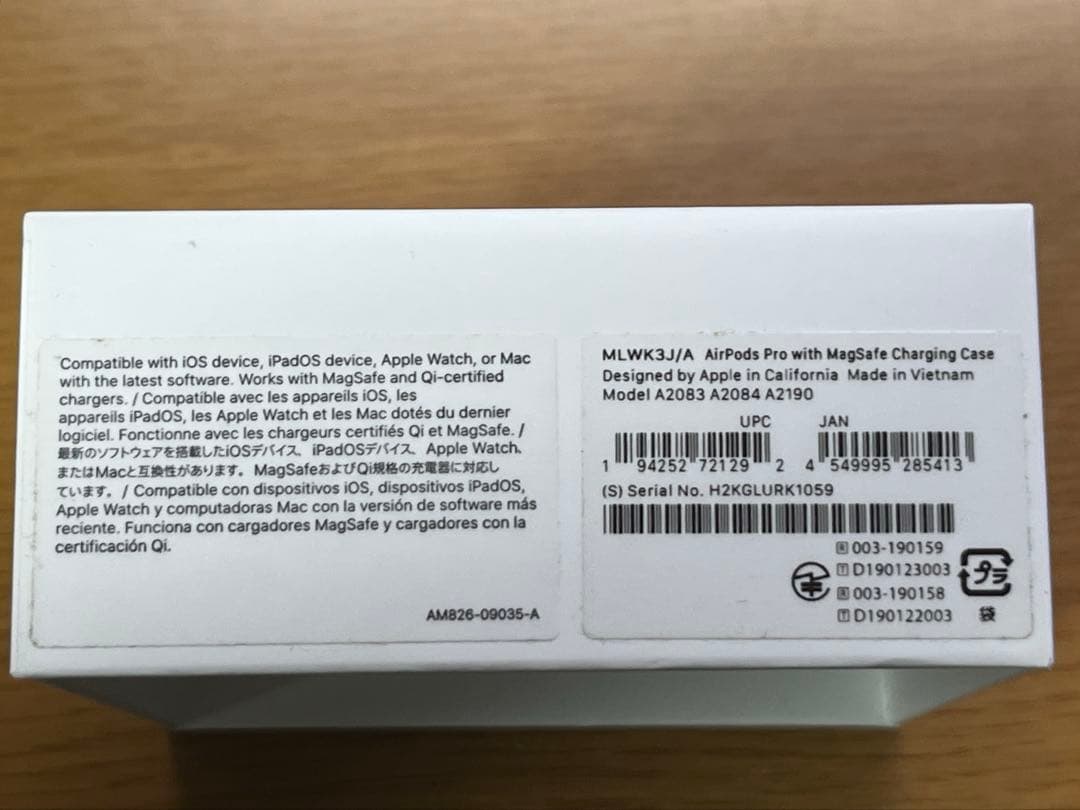 Compatible with iOS device, iPadOS device, Apple Watch, or Mac
with the latest software. Works with MagSafe and Qi-certified
chargers. / Compatible avec les appareils iOS, les
appareils iPadOS, les Apple Watch et les Mac dotés du dernier
logiciel. Fonctionne avec les chargeurs certifiés Qi et MagSafe. /
最新のソフトウェアを搭載したiOSデバイス、iPadOSデバイス、Apple Watch、
またはMacと互換性があります。MagSafeおよびQi規格の充電器に対応し
ています。/ Compatible con dispositivos iOS, dispositivos iPadOS,
Apple Watch y computadoras Mac con la versión de software más
reciente. Funciona con cargadores MagSafe y cargadores con la
certificación Qi.
AM826-09035-A
MLWK3J/A AirPods Pro with MagSafe Charging Case
Designed by Apple in California Made in Vietnam
Model A2083 A2084 A2190
UPC JAN
1 94252 72129 2 4 549995 285413
(S) Serial No. H2KGLURK1059
R 003-190159
T D190123003
R 003-190158
T D190122003
プラ
袋